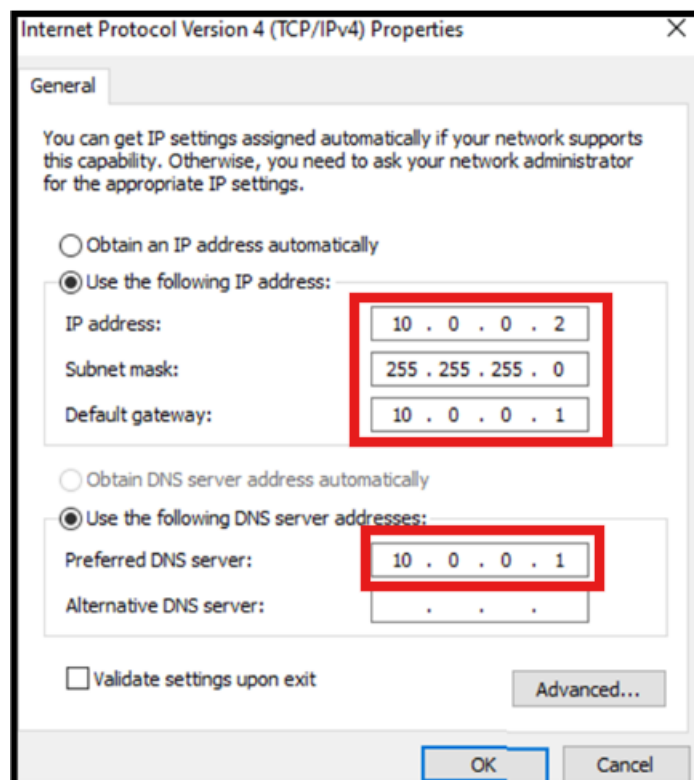 Internet Protocol Version 4 (TCP/IPv4) Properties
General
You can get IP settings assigned automatically if your network supports
this capability. Otherwise, you need to ask your network administrator
for the appropriate IP settings.
Obtain an IP address automatically
Use the following IP address:
IP address: 10 . 0 . 0 . 2
Subnet mask: 255 . 255 . 255 . 0
Default gateway: 10 . 0 . 0 . 1
Obtain DNS server address automatically
Use the following DNS server addresses:
Preferred DNS server: 10 . 0 . 0 . 1
Alternative DNS server: . . .
Validate settings upon exit
Advanced...
OK Cancel